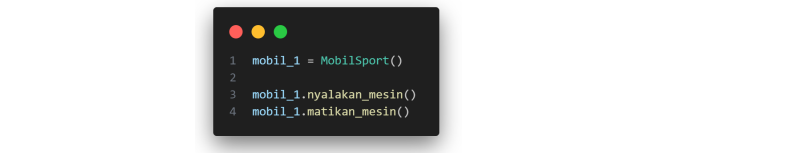 1 mobil_1 = MobilSport()
2
3 mobil_1.nyalakan_mesin()
4 mobil_1.matikan_mesin()